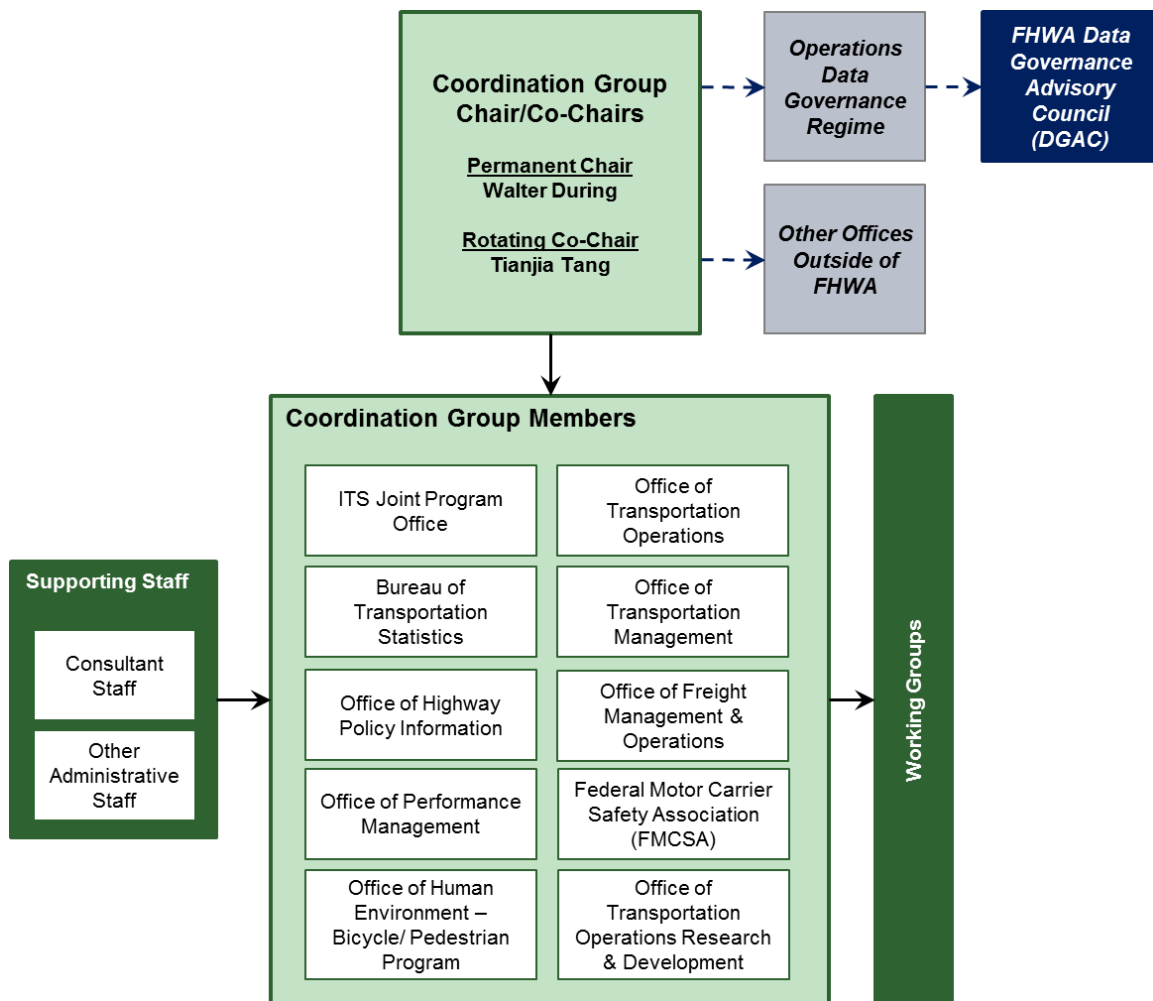 Coordination Group
Chair/Co-Chairs
Permanent Chair
Walter During
Rotating Co-Chair
Tianjia Tang
Operations
Data
Governance
Regime
FHWA Data
Governance
Advisory
Council
(DGAC)
Other Offices
Outside of
FHWA
Coordination Group Members
ITS Joint Program
Office
Office of
Transportation
Operations
Bureau of
Transportation
Statistics
Office of
Transportation
Management
Office of Highway
Policy Information
Office of Freight
Management &
Operations
Office of Performance
Management
Federal Motor Carrier
Safety Association
(FMCSA)
Office of Human
Environment –
Bicycle/ Pedestrian
Program
Office of
Transportation
Operations Research
& Development
Supporting Staff
Consultant
Staff
Other
Administrative
Staff
Working Groups